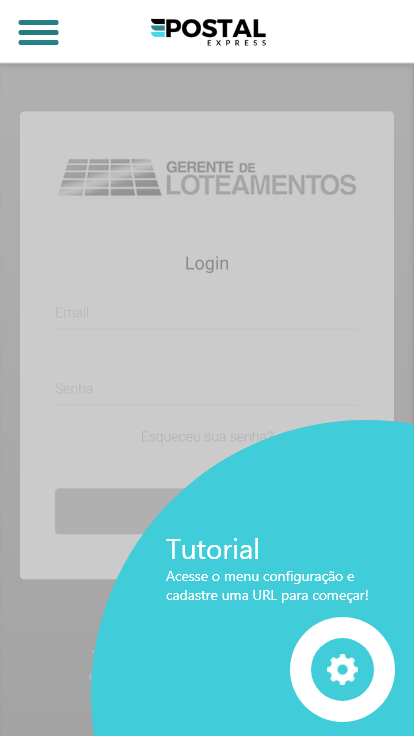 POSTAL
EXPRESS
GERENTE DE
LOTEAMENTOS
Login
Email
Senha
Esqueceu sua senha?
Tutorial
Acesse o menu configuração e
cadastre uma URL para começar!